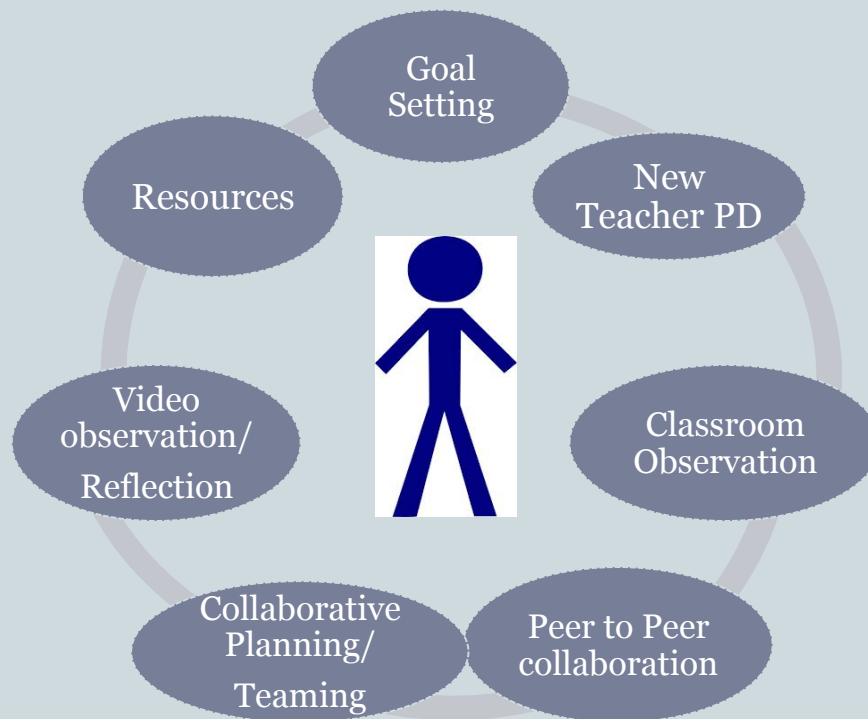 Goal
Setting
New
Teacher PD
Classroom
Observation
Peer to Peer
collaboration
Collaborative
Planning/
Teaming
Video
observation/
Reflection
Resources